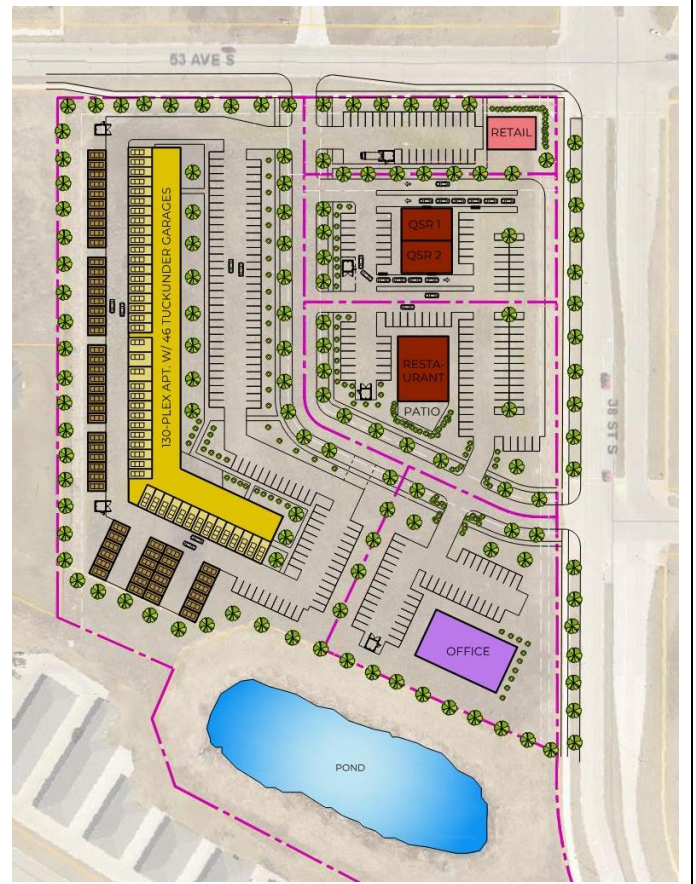 53 AVE S
RETAIL
QSR 1
QSR 2
130-PLEX APT. W/ 46 TUCKUNDER GARAGES
RESTA-
URANT
PATIO
38 ST S
OFFICE
POND